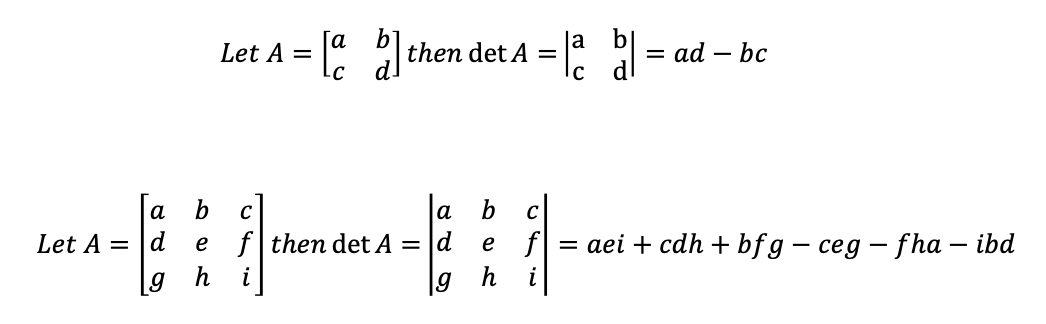 Let A = [a b; c d] then det A = |a b; c d| = ad − bc
Let A = [a b c; d e f; g h i] then det A = |a b c; d e f; g h i| = aei + cdh + bfg − ceg − fha − ibd